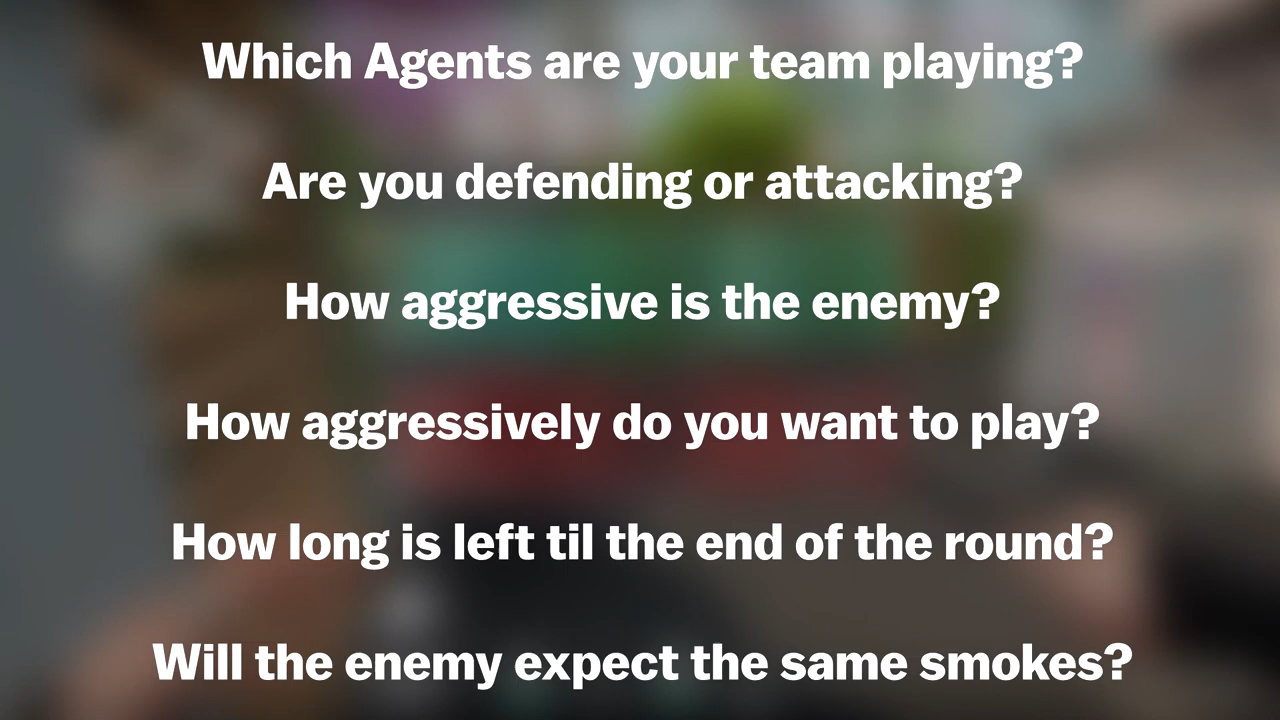 Which Agents are your team playing?
Are you defending or attacking?
How aggressive is the enemy?
How aggressively do you want to play?
How long is left til the end of the round?
Will the enemy expect the same smokes?